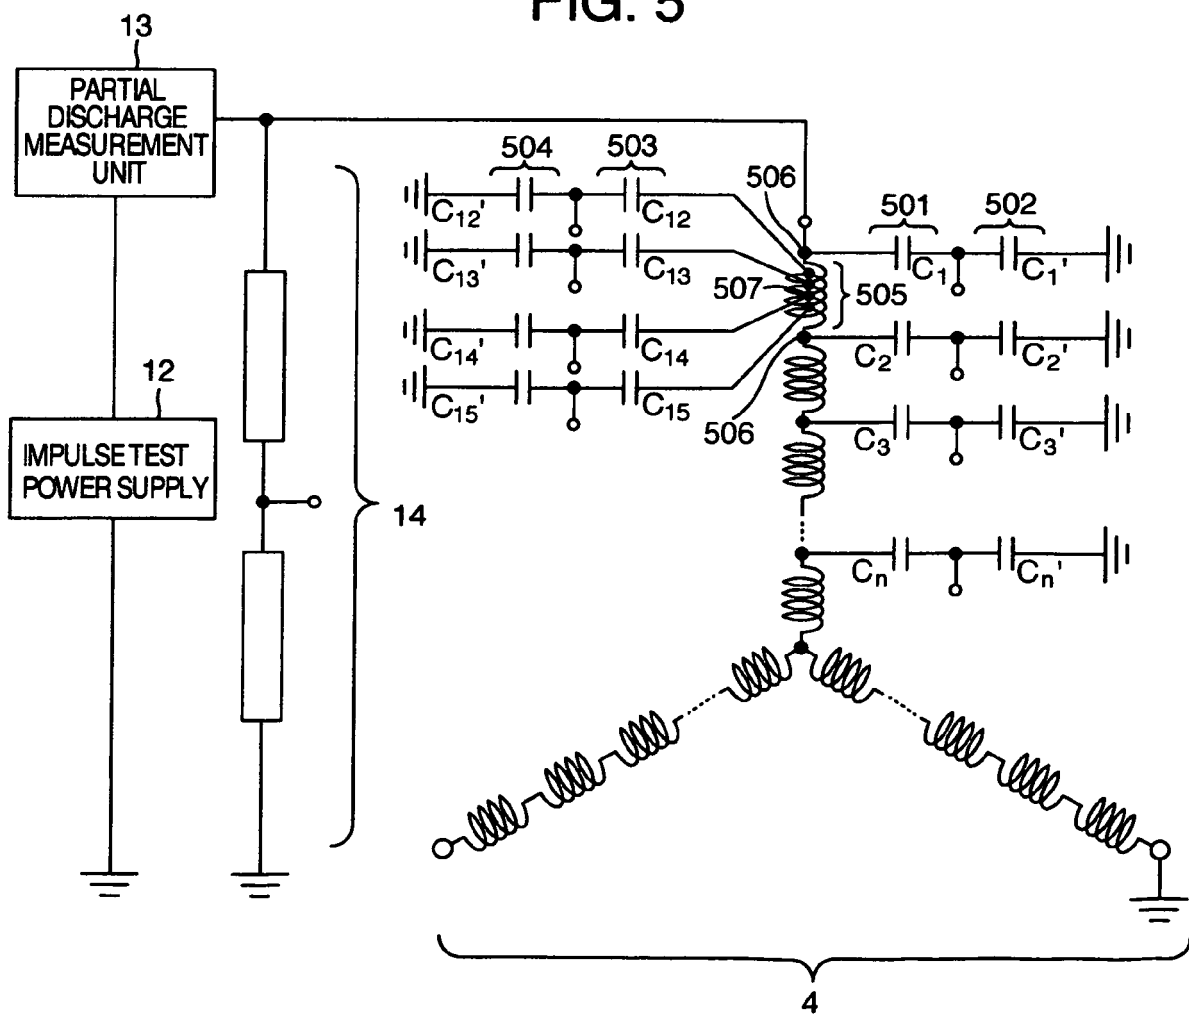 FIG. 5
13
PARTIAL
DISCHARGE
MEASUREMENT
UNIT
504 503
506
501 502
C12' C12
C1 C1'
C13' C13
507
505
C14' C14
C2 C2'
12
C15' C15
506
C3 C3'
IMPULSE TEST
POWER SUPPLY
14
Cn Cn'
4